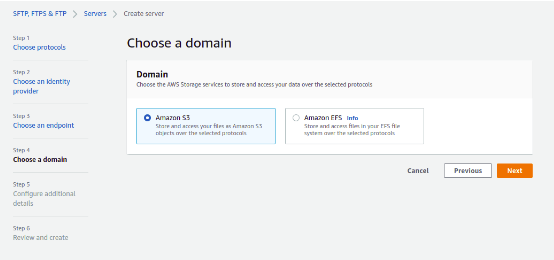 SFTP, FTPS & FTP > Servers > Create server
Step 1
Choose protocols
Step 2
Choose an identity
provider
Step 3
Choose an endpoint
Step 4
Choose a domain
Step 5
Configure additional
details
Step 6
Review and create
Choose a domain
Domain
Choose the AWS Storage services to store and access your data over the selected protocols
Amazon S3
Store and access your files as Amazon S3
objects over the selected protocols
Amazon EFS Info
Store and access files in your EFS file
system over the selected protocols
Cancel
Previous
Next